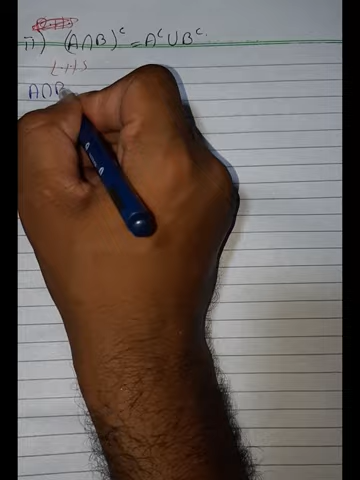 ii) (A∩B)ᶜ = Aᶜ∪Bᶜ.
L.H.S
A∩B